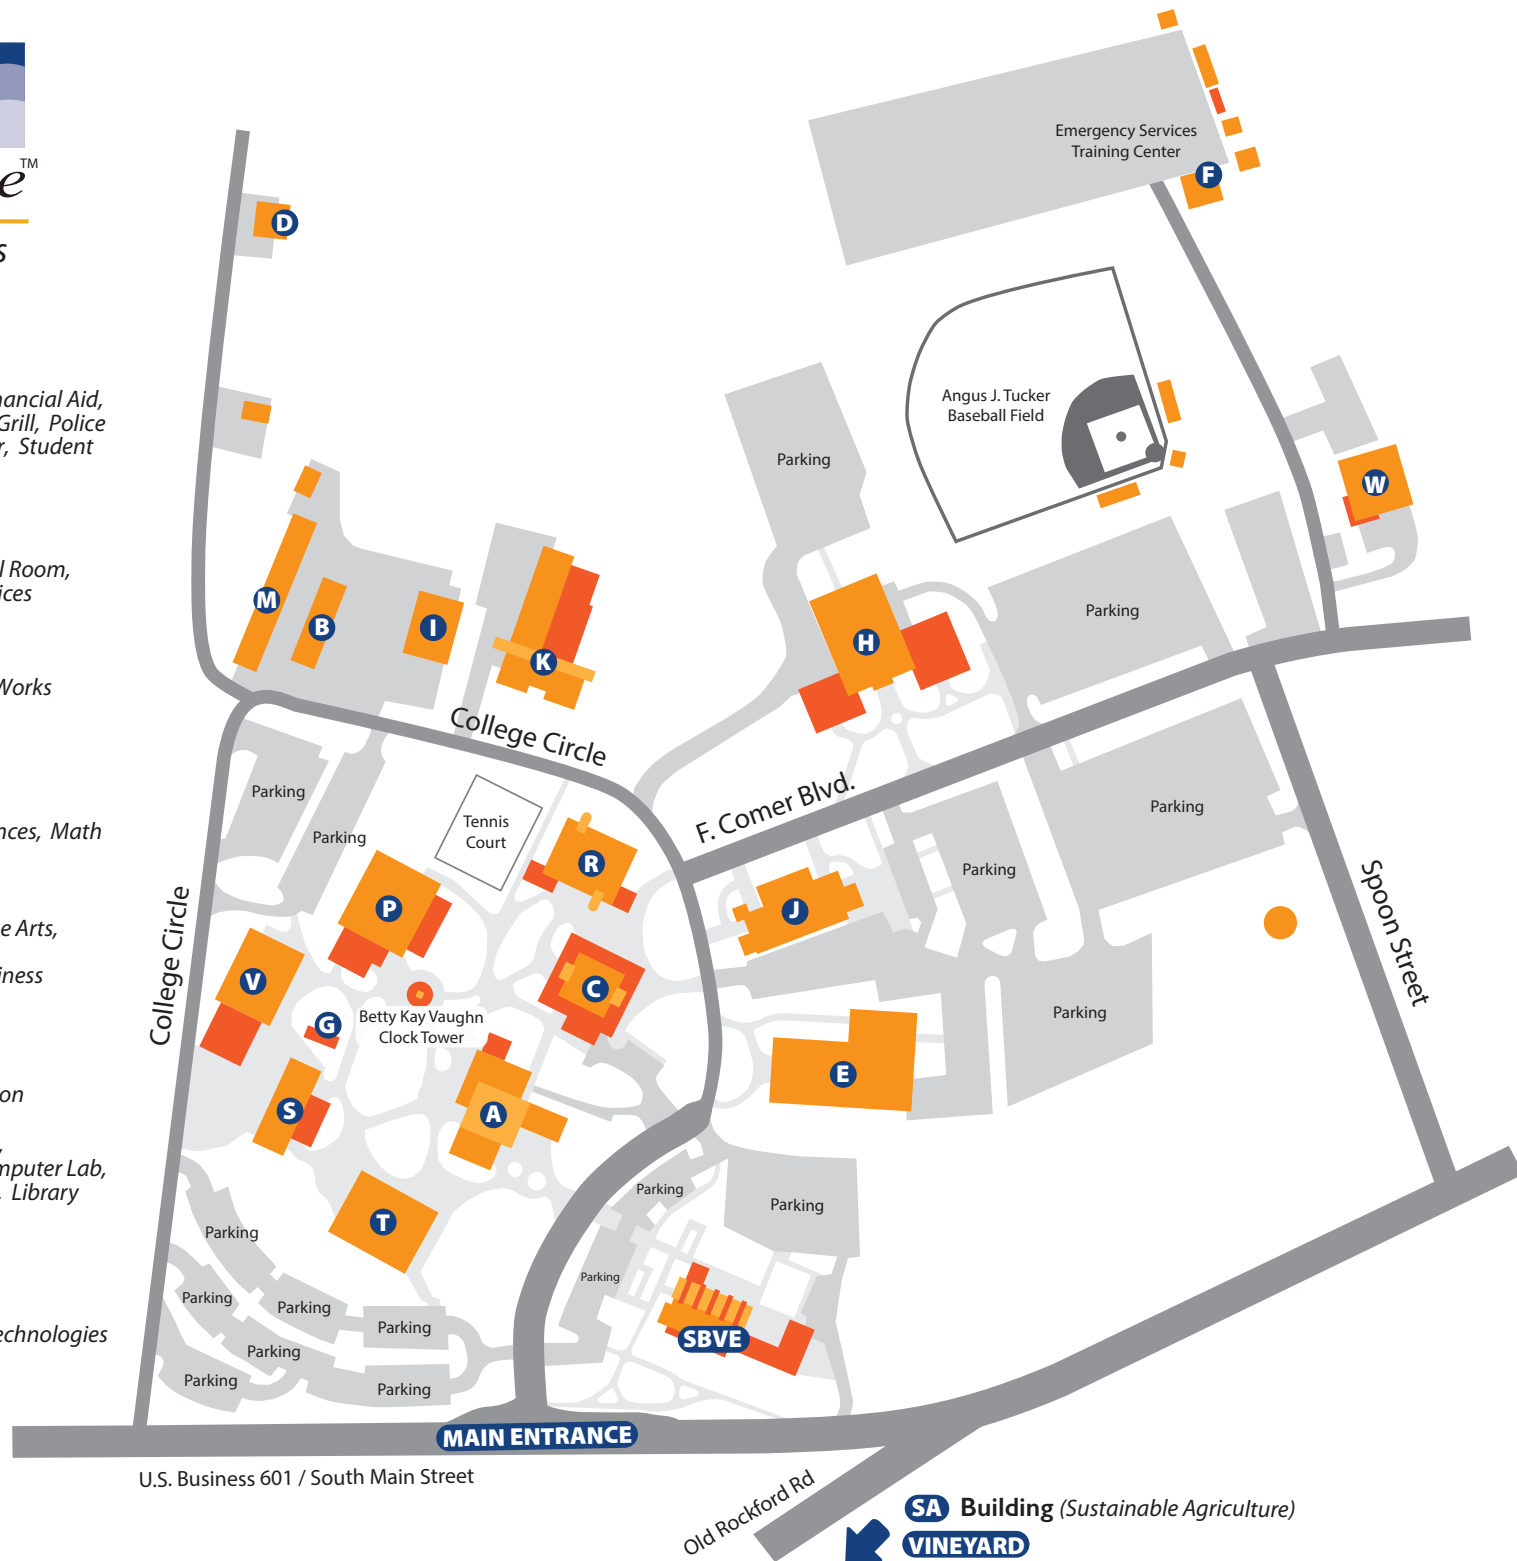 TM
e
s
Emergency Services
Training Center
F
D
nancial Aid,
Grill, Police
r, Student
Angus J. Tucker
Baseball Field
Parking
W
l Room,
ices
M
B
I
K
H
Parking
Works
College Circle
F. Comer Blvd.
Parking
Parking
Tennis
Court
Parking
nces, Math
R
Parking
P
J
Spoon Street
e Arts,
iness
College Circle
V
C
G
Betty Kay Vaughn
Clock Tower
Parking
E
on
S
A
mputer Lab,
, Library
Parking
Parking
T
Parking
Parking
Parking
Parking
Parking
Parking
Parking
Parking
SBVE
echnologies
MAIN ENTRANCE
U.S. Business 601 / South Main Street
Old Rockford Rd
SA Building (Sustainable Agriculture)
VINEYARD